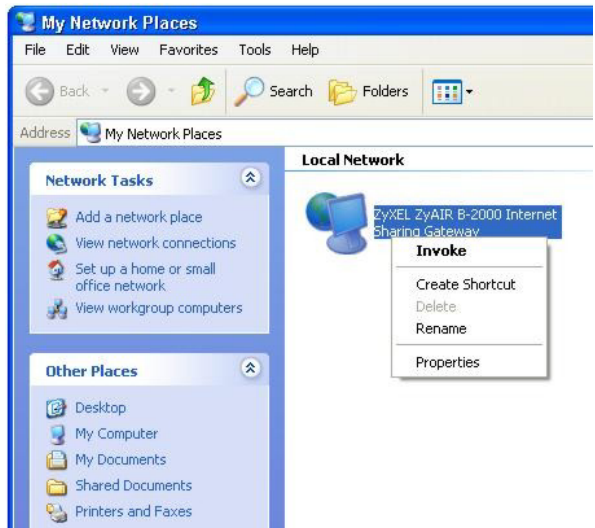 My Network Places
File Edit View Favorites Tools Help
Back Search Folders
Address My Network Places
Network Tasks
Add a network place
View network connections
Set up a home or small
office network
View workgroup computers
Other Places
Desktop
My Computer
My Documents
Shared Documents
Printers and Faxes
Local Network
ZyXEL ZyAIR B-2000 Internet
Sharing Gateway
Invoke
Create Shortcut
Delete
Rename
Properties